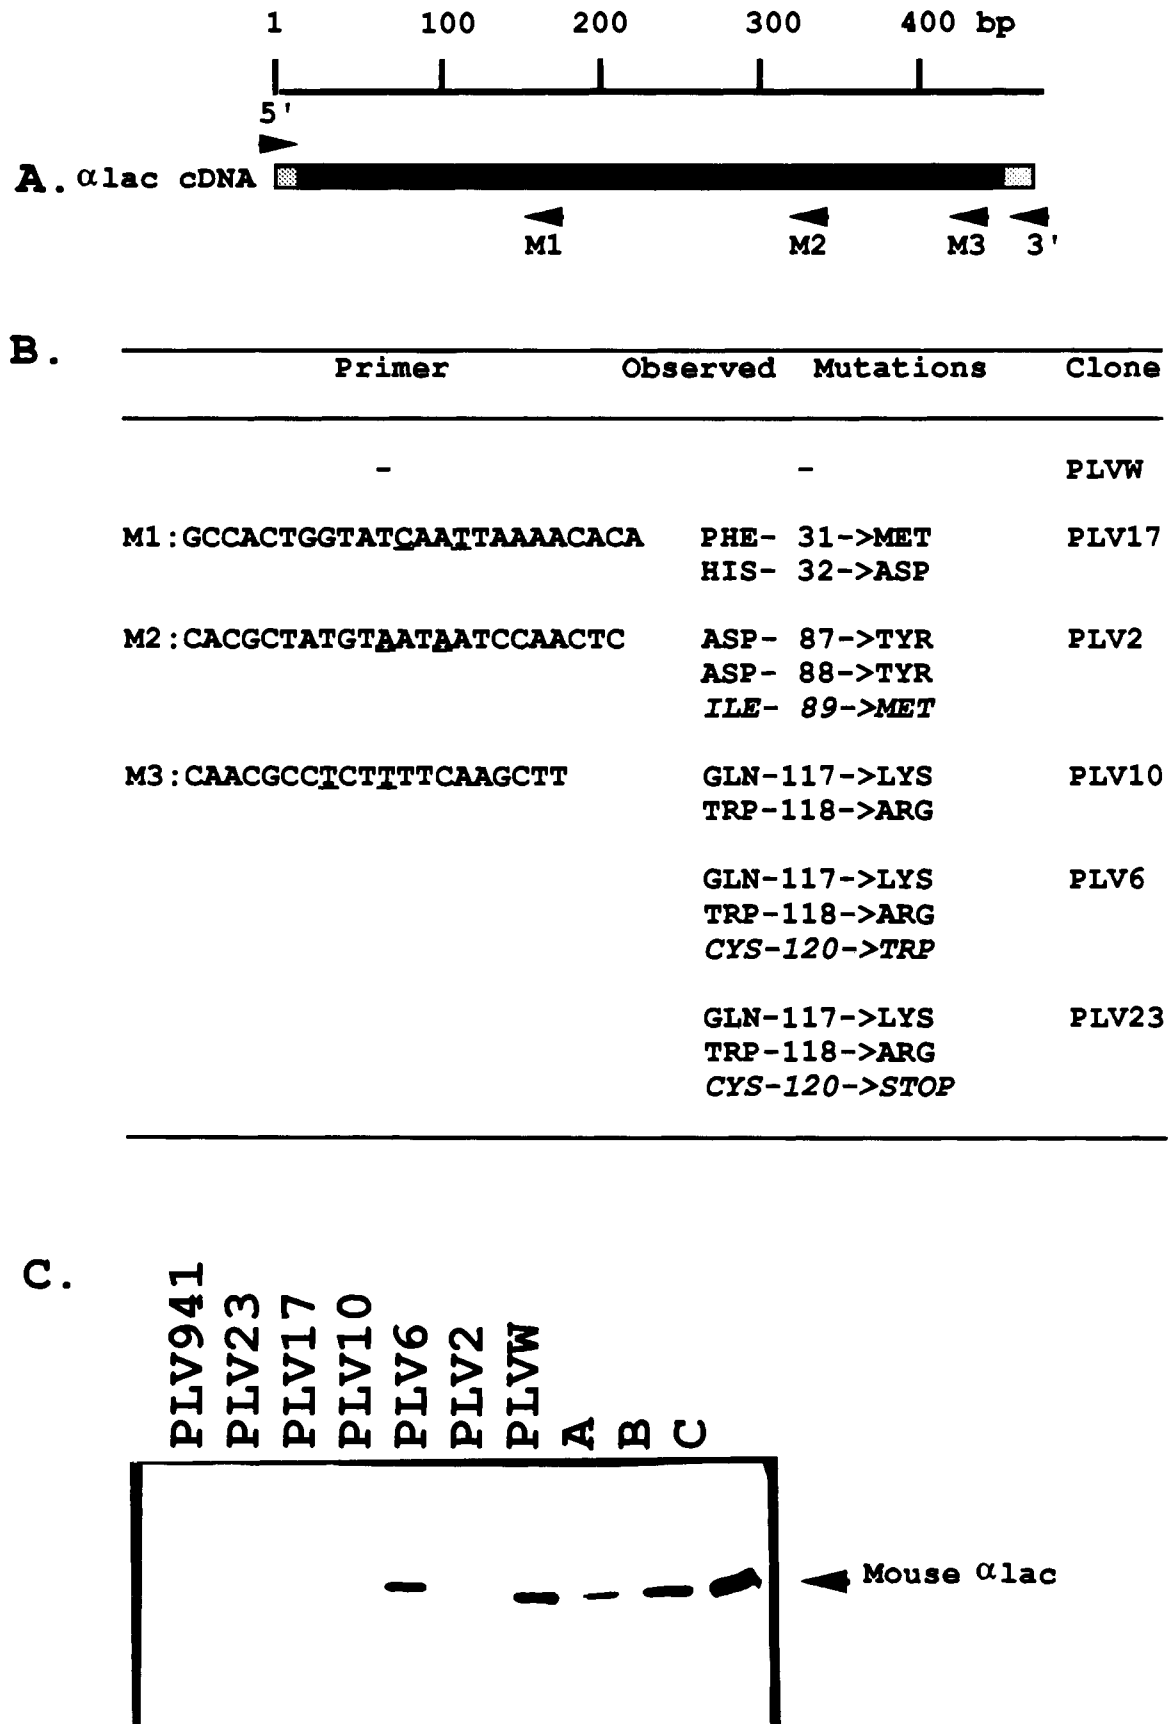 1 100 200 300 400 bp
5'
A. αlac cDNA
M1 M2 M3 3'
B.
Primer Observed Mutations Clone
- - PLVW
M1:GCCACTGGTATCAATTAAAACACA PHE- 31->MET PLV17
HIS- 32->ASP
M2:CACGCTATGTAATAATCCAACTC ASP- 87->TYR PLV2
ASP- 88->TYR
ILE- 89->MET
M3:CAACGCCTCTTTTCAAGCTT GLN-117->LYS PLV10
TRP-118->ARG
GLN-117->LYS PLV6
TRP-118->ARG
CYS-120->TRP
GLN-117->LYS PLV23
TRP-118->ARG
CYS-120->STOP
C.
PLV941
PLV23
PLV17
PLV10
PLV6
PLV2
PLVW
A
B
C
Mouse αlac